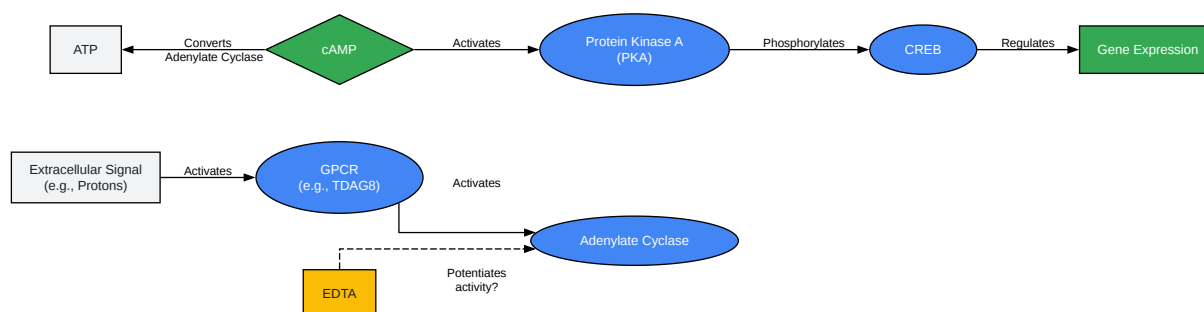 ATP
Converts
Adenylate Cyclase
cAMP
Activates
Protein Kinase A
(PKA)
Phosphorylates
CREB
Regulates
Gene Expression
Extracellular Signal
(e.g., Protons)
Activates
GPCR
(e.g., TDAG8)
Activates
Adenylate Cyclase
Potentiates
activity?
EDTA